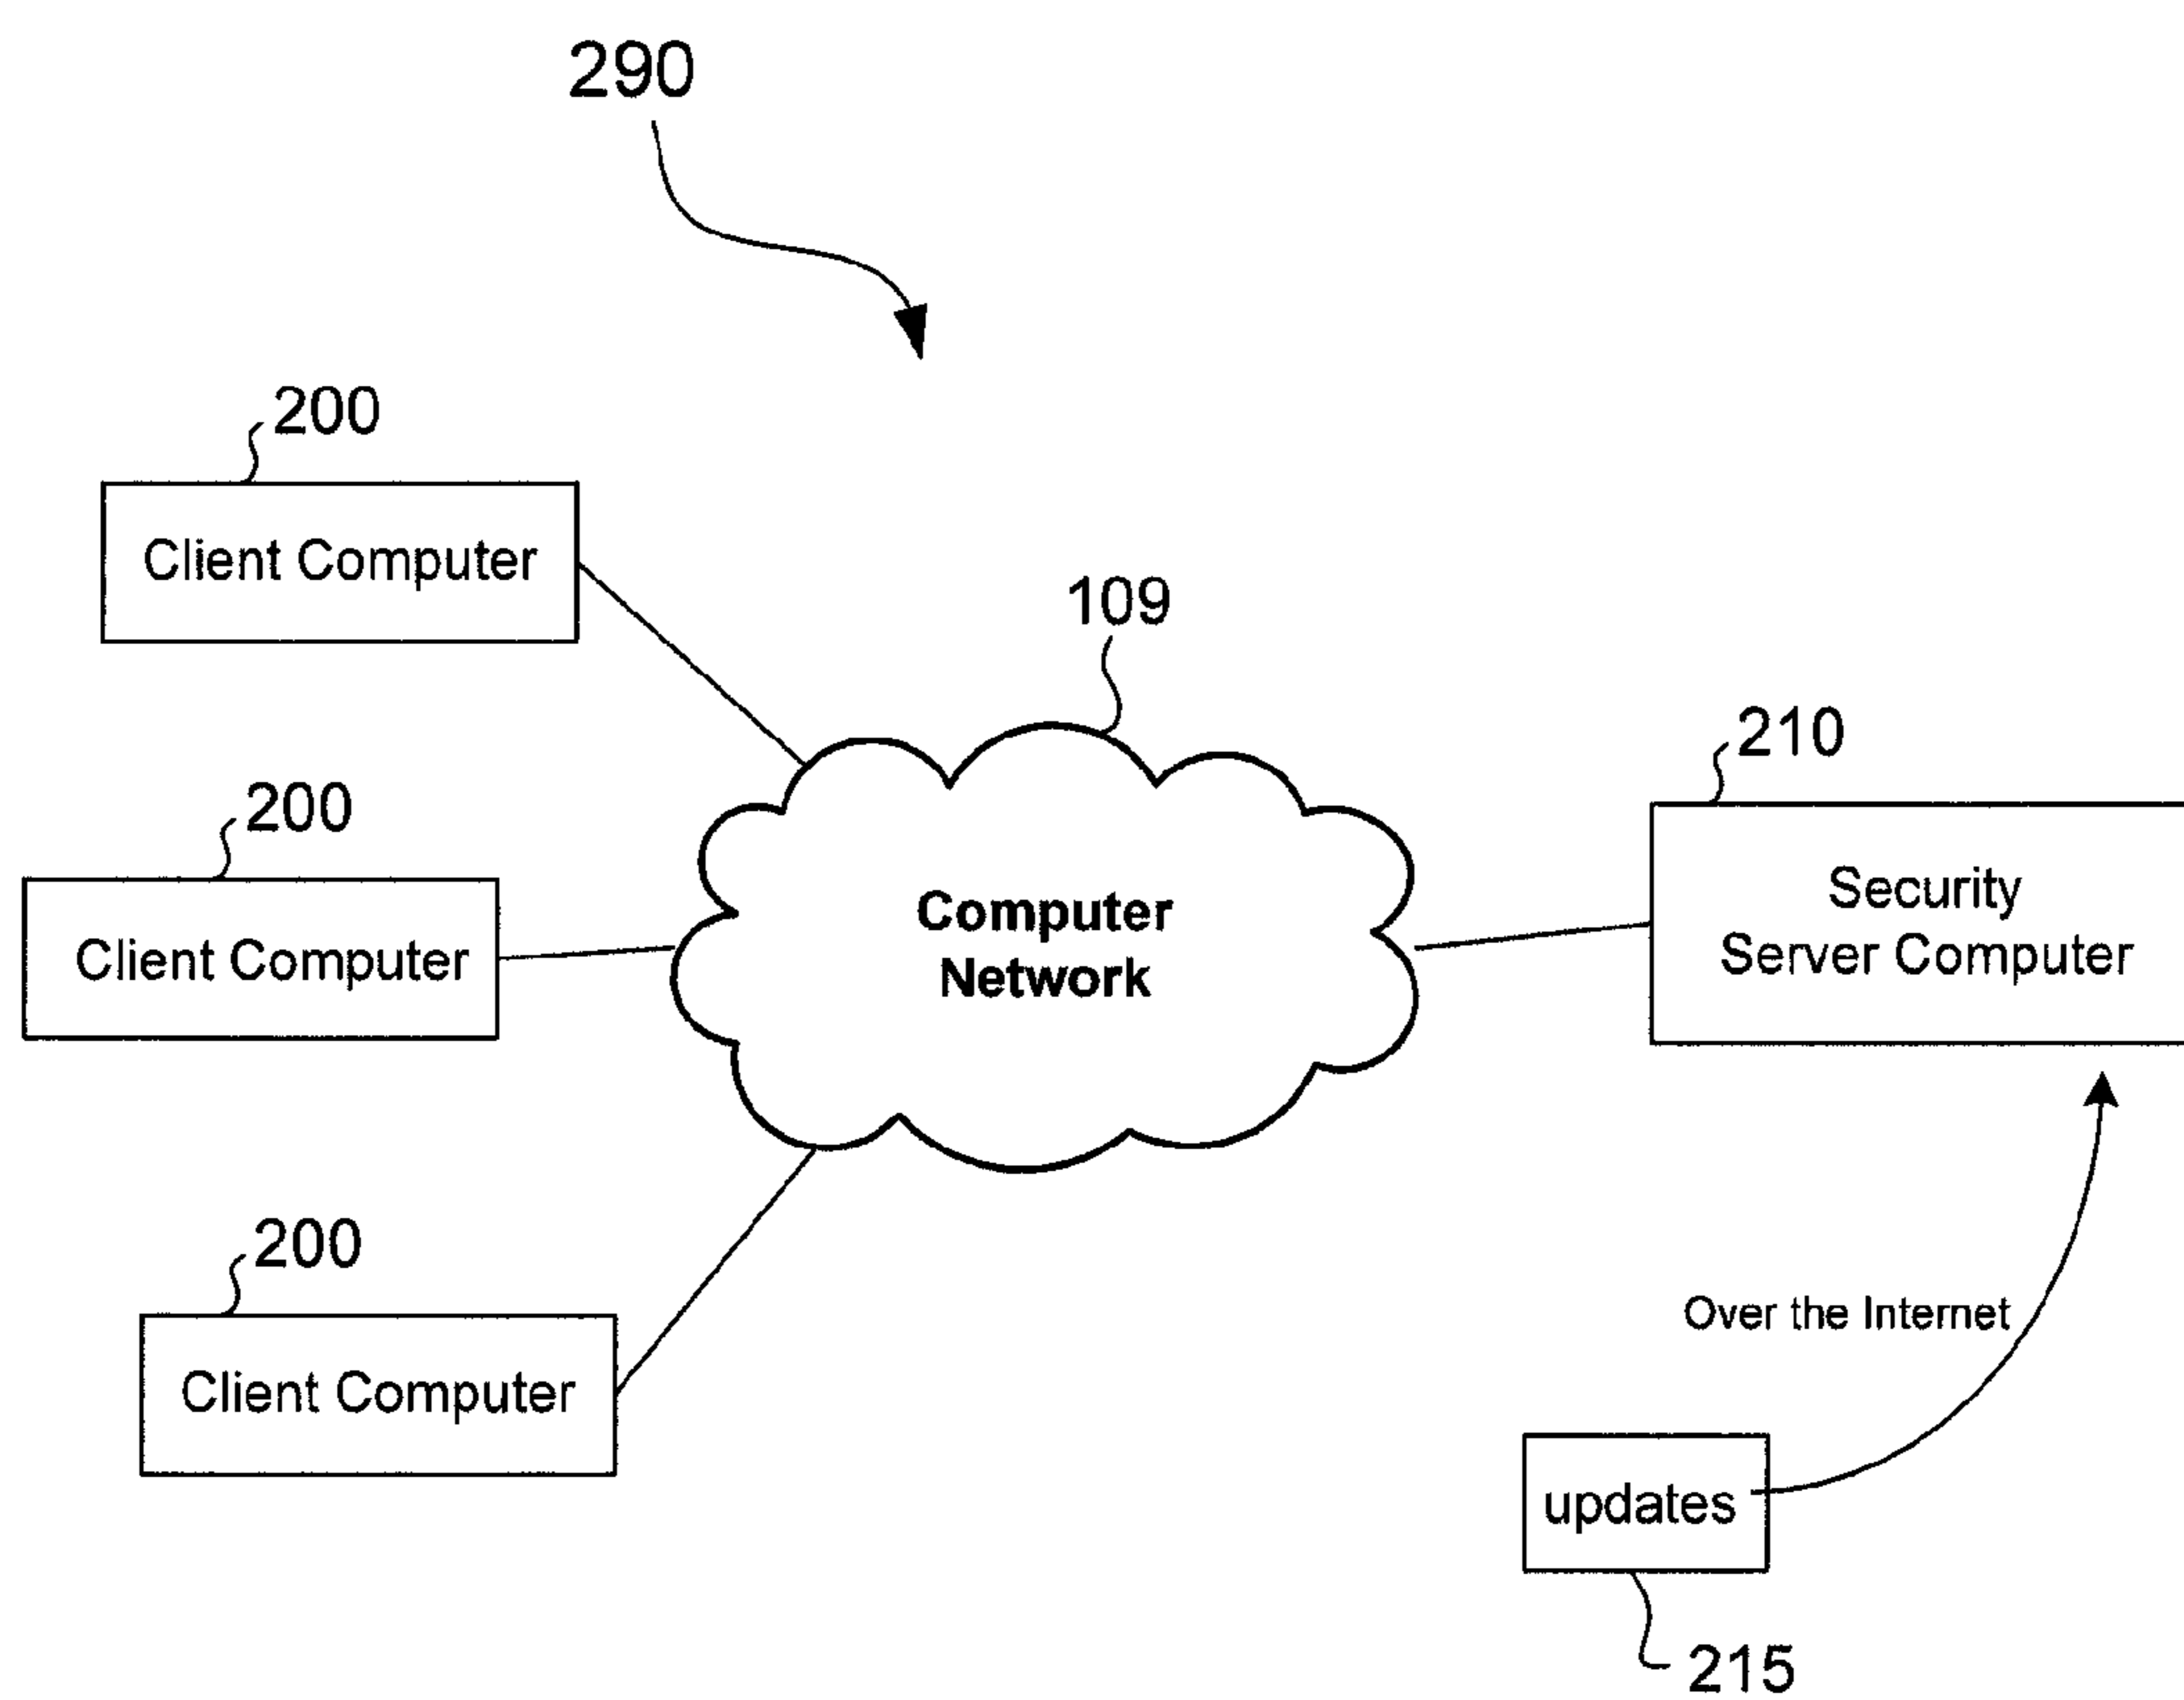 290
200
Client Computer
109
200
Client Computer
Computer
Network
210
Security
Server Computer
200
Client Computer
Over the Internet
updates
215